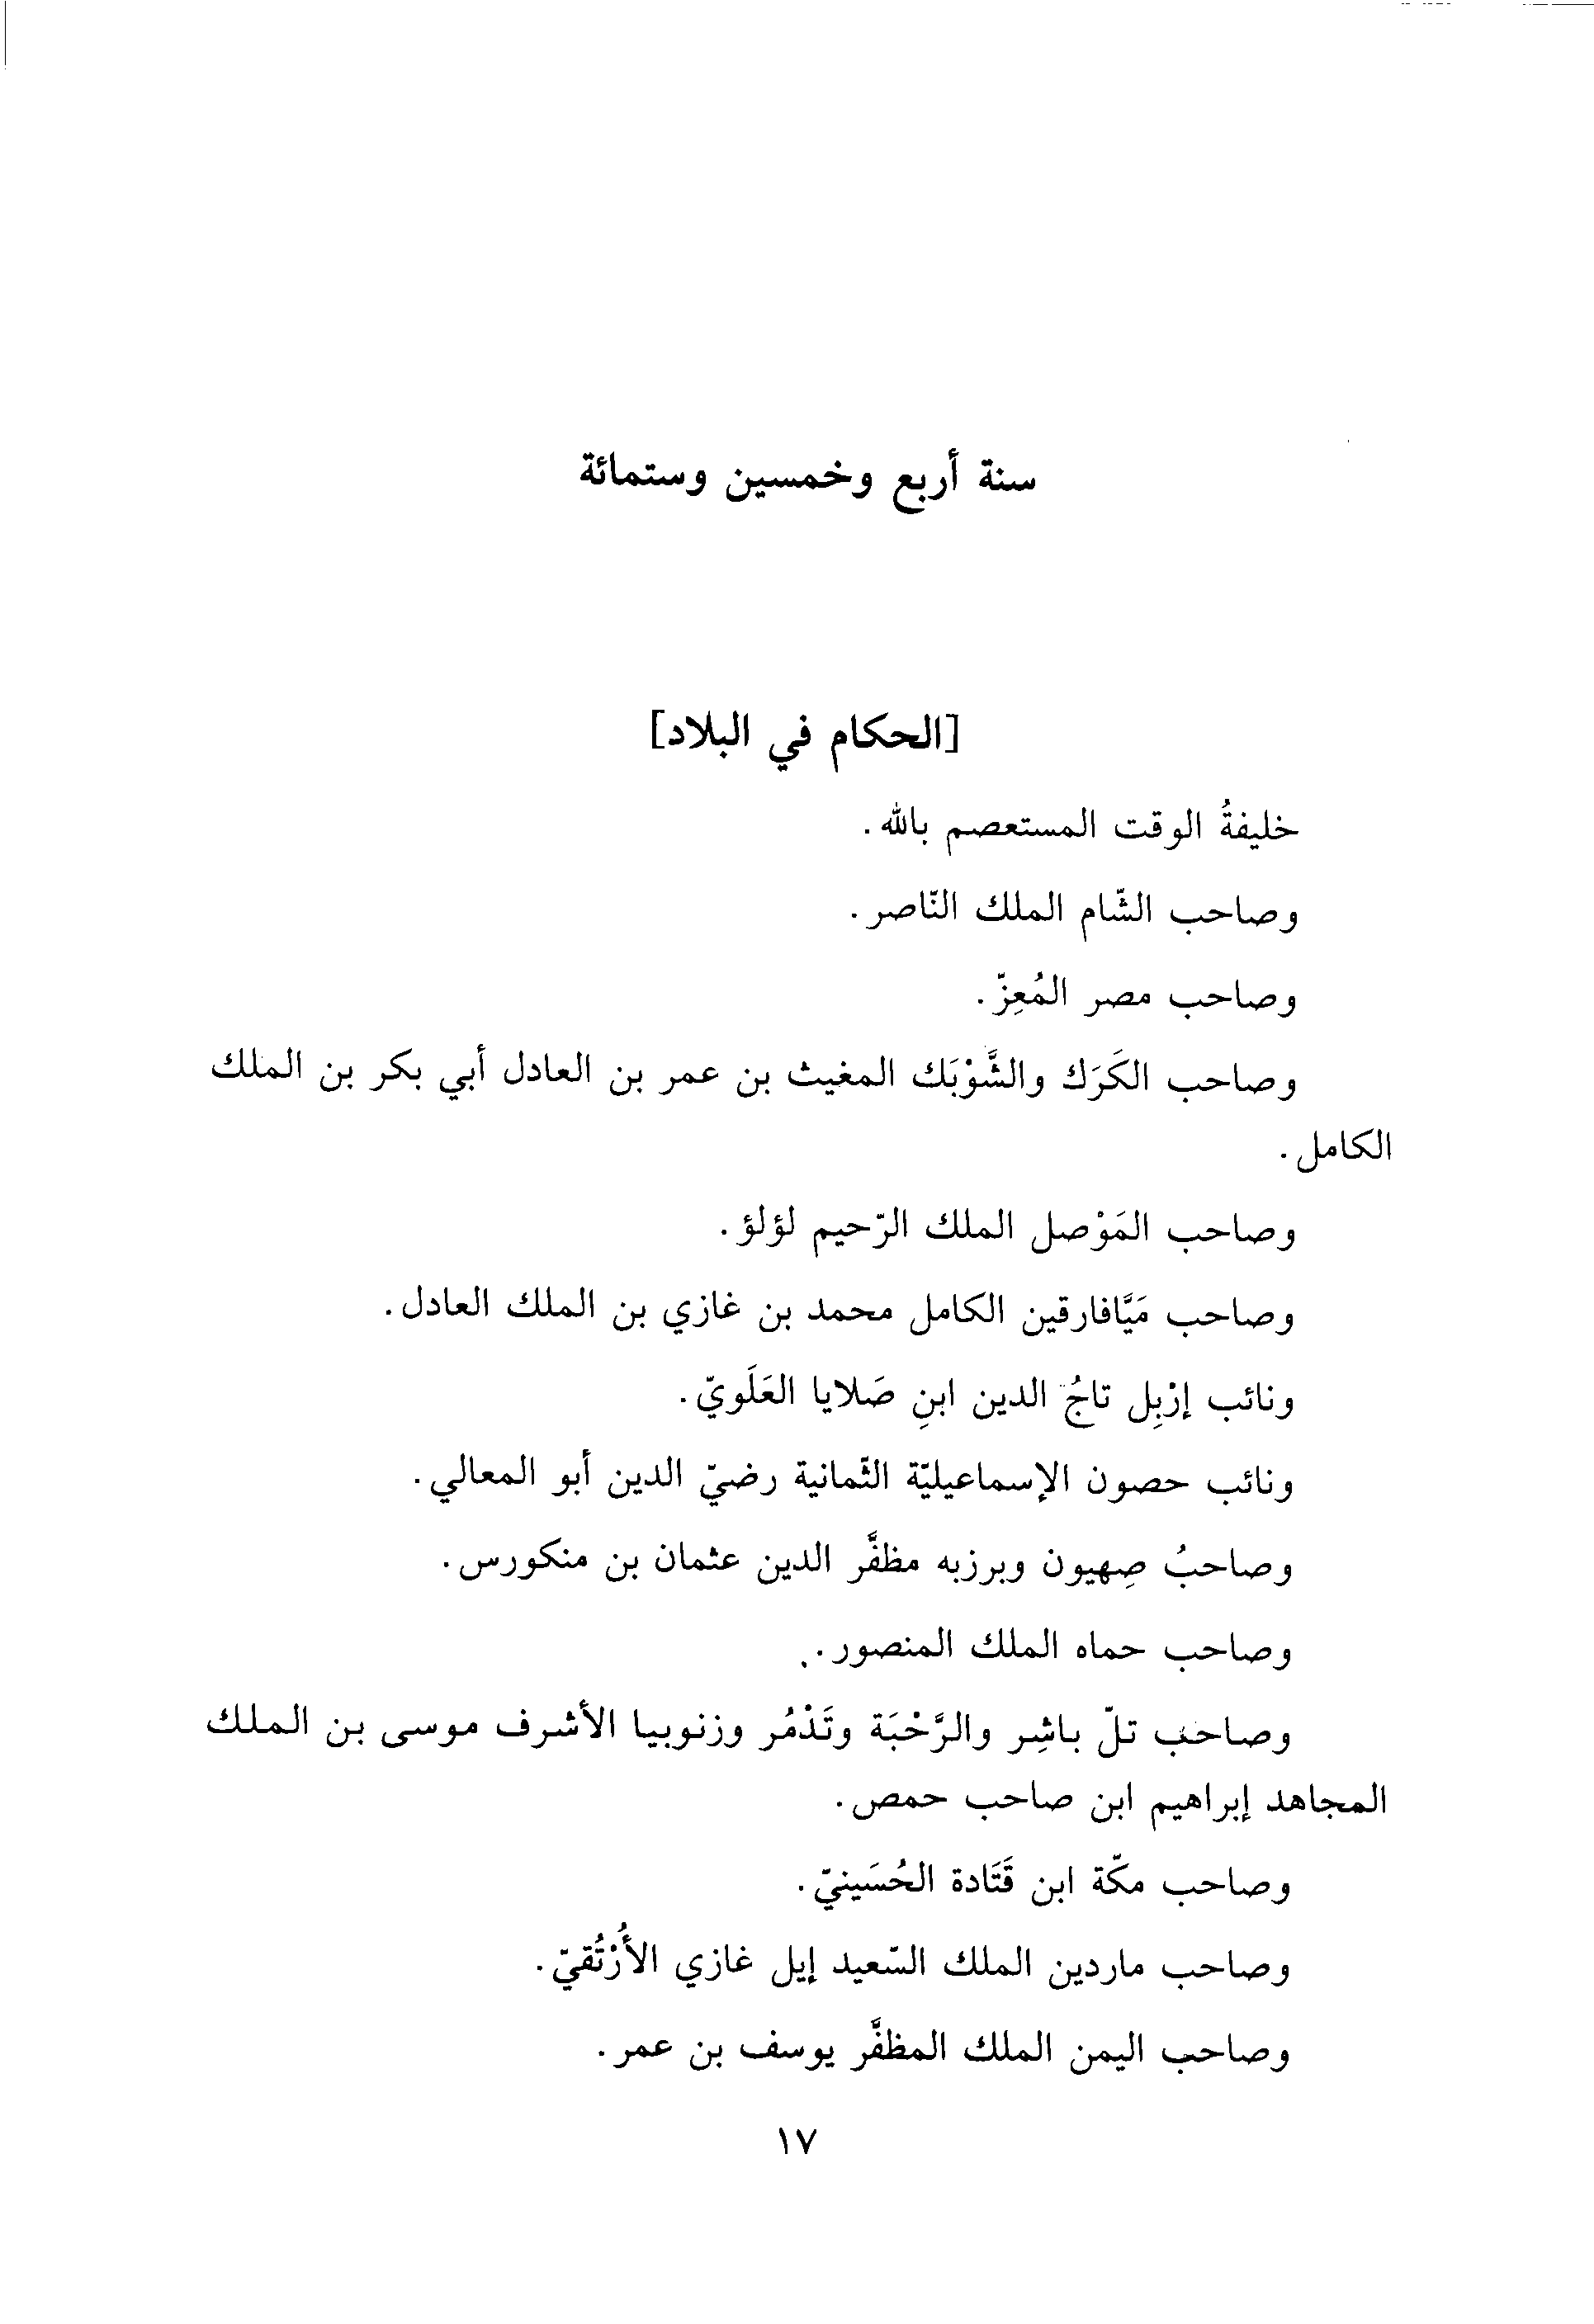 سنة أربع وخمسين وستمائة
[الحكام في البلاد]
خليفةُ الوقت المستعصم بالله.
وصاحب الشّام الملك النّاصر.
وصاحب مصر المُعِزّ.
وصاحب الكَرَك والشَّوْبَك المغيث بن عمر بن العادل أبي بكر بن الملك
الكامل.
وصاحب المَوْصل الملك الرّحيم لؤلؤ.
وصاحب مَيَّافارقين الكامل محمد بن غازي بن الملك العادل.
ونائب إرْبِل تاجُ الدين ابنِ صَلايا العَلَويّ.
ونائب حصون الإسماعيليّة الثّمانية رضيّ الدين أبو المعالي.
وصاحبُ صِهيون وبرزبه مظفَّر الدين عثمان بن منكورس.
وصاحب حماه الملك المنصور.
وصاحب تلّ باشِر والرَّحْبَة وتَذْمُر وزنوبيا الأشرف موسى بن الملك
المجاهد إبراهيم ابن صاحب حمص.
وصاحب مكّة ابن قَتَادة الحُسَينيّ.
وصاحب ماردين الملك السّعيد إيل غازي الأُرْتُقيّ.
وصاحب اليمن الملك المظفَّر يوسف بن عمر.
١٧